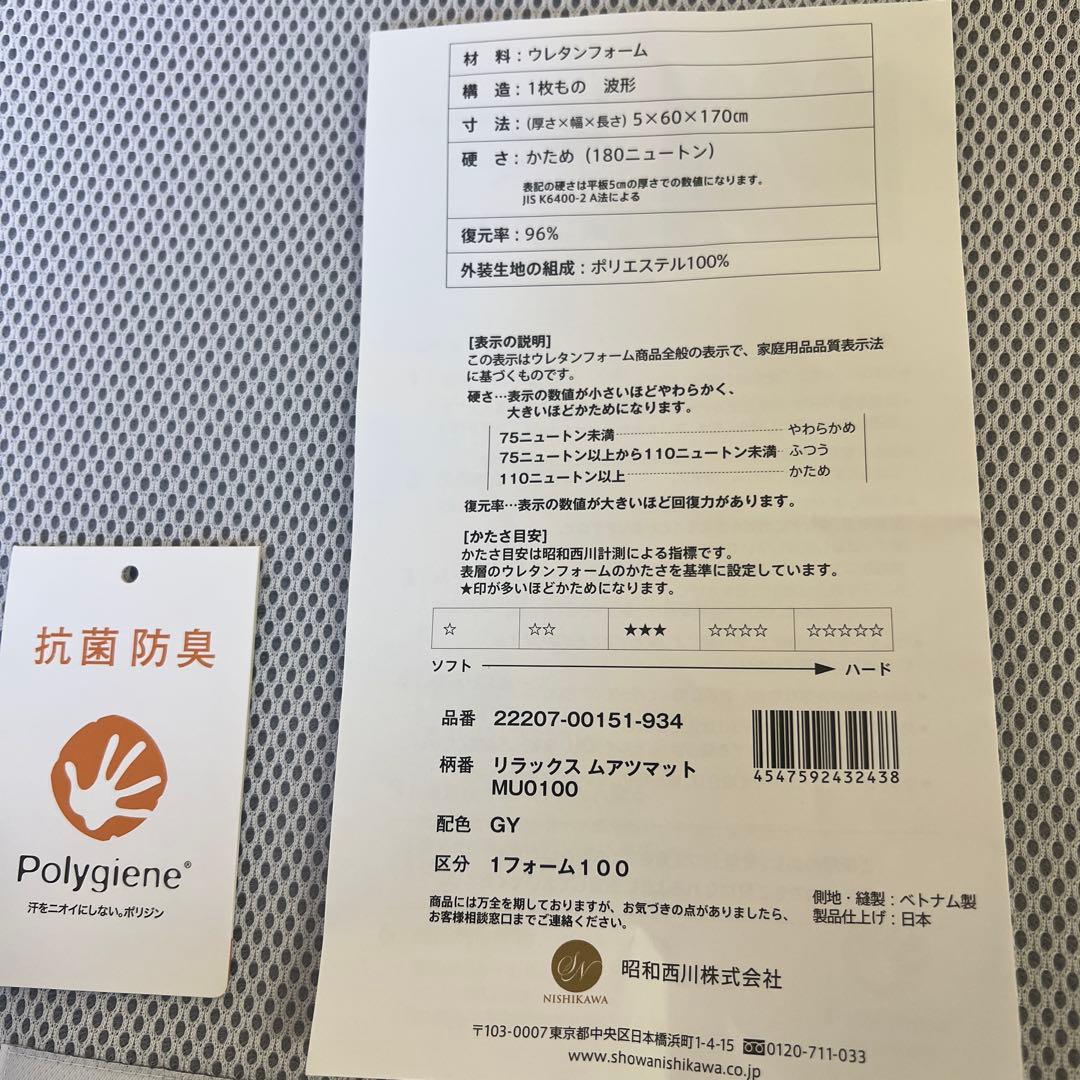 材　料：ウレタンフォーム
構　造：1枚もの　波形
寸　法：(厚さ×幅×長さ) 5×60×170㎝
硬　さ：かため（180ニュートン）
表記の硬さは平板5㎝の厚さでの数値になります。
JIS K6400-2 A法による
復元率：96%
外装生地の組成：ポリエステル100%
[表示の説明]
この表示はウレタンフォーム商品全般の表示で、家庭用品品質表示法
に基づくものです。
硬さ…表示の数値が小さいほどやわらかく、
大きいほどかためになります。
75ニュートン未満 やわらかめ
75ニュートン以上から110ニュートン未満 ふつう
110ニュートン以上 かため
復元率…表示の数値が大きいほど回復力があります。
[かたさ目安]
かたさ目安は昭和西川計測による指標です。
表層のウレタンフォームのかたさを基準に設定しています。
★印が多いほどかためになります。
☆ ☆☆ ★★★ ☆☆☆☆ ☆☆☆☆☆
ソフト ハード
品番 22207-00151-934
柄番 リラックス ムアツマット
MU0100
4547592432438
配色 GY
区分 1フォーム100
商品には万全を期しておりますが、お気づきの点がありましたら、
お客様相談窓口までご連絡ください。
側地・縫製：ベトナム製
製品仕上げ：日本
SN
NISHIKAWA
昭和西川株式会社
〒103-0007 東京都中央区日本橋浜町1-4-15 0120-711-033
www.showanishikawa.co.jp
抗菌防臭
Polygiene®
汗をニオイにしない。ポリジン